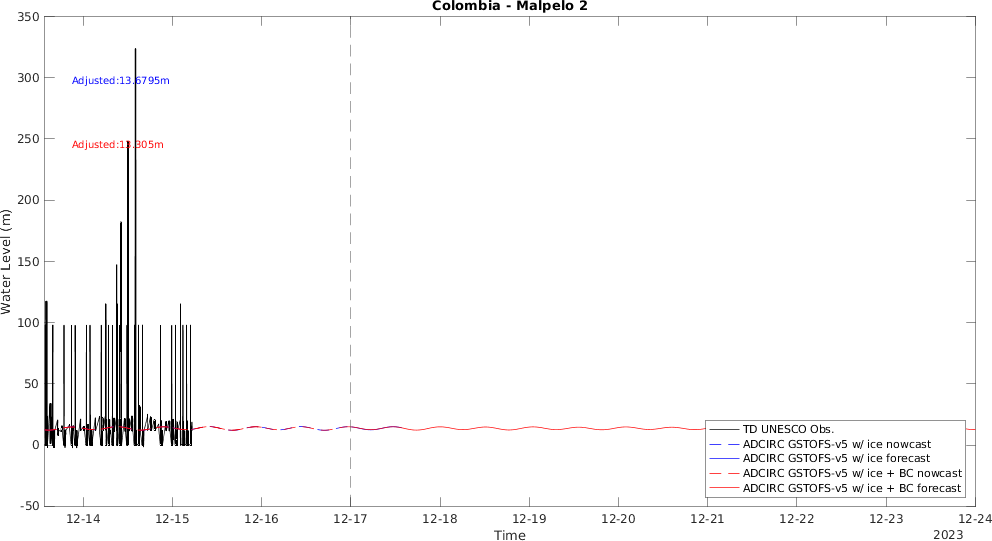 Colombia - Malpelo 2
350
300
250
200
150
100
50
0
-50
Water Level (m)
Adjusted:13.6795m
Adjusted:13.305m
TD UNESCO Obs.
ADCIRC GSTOFS-v5 w/ ice nowcast
ADCIRC GSTOFS-v5 w/ ice forecast
ADCIRC GSTOFS-v5 w/ ice + BC nowcast
ADCIRC GSTOFS-v5 w/ ice + BC forecast
12-14 12-15 12-16 12-17 12-18 12-19 12-20 12-21 12-22 12-23 12-24
Time
2023